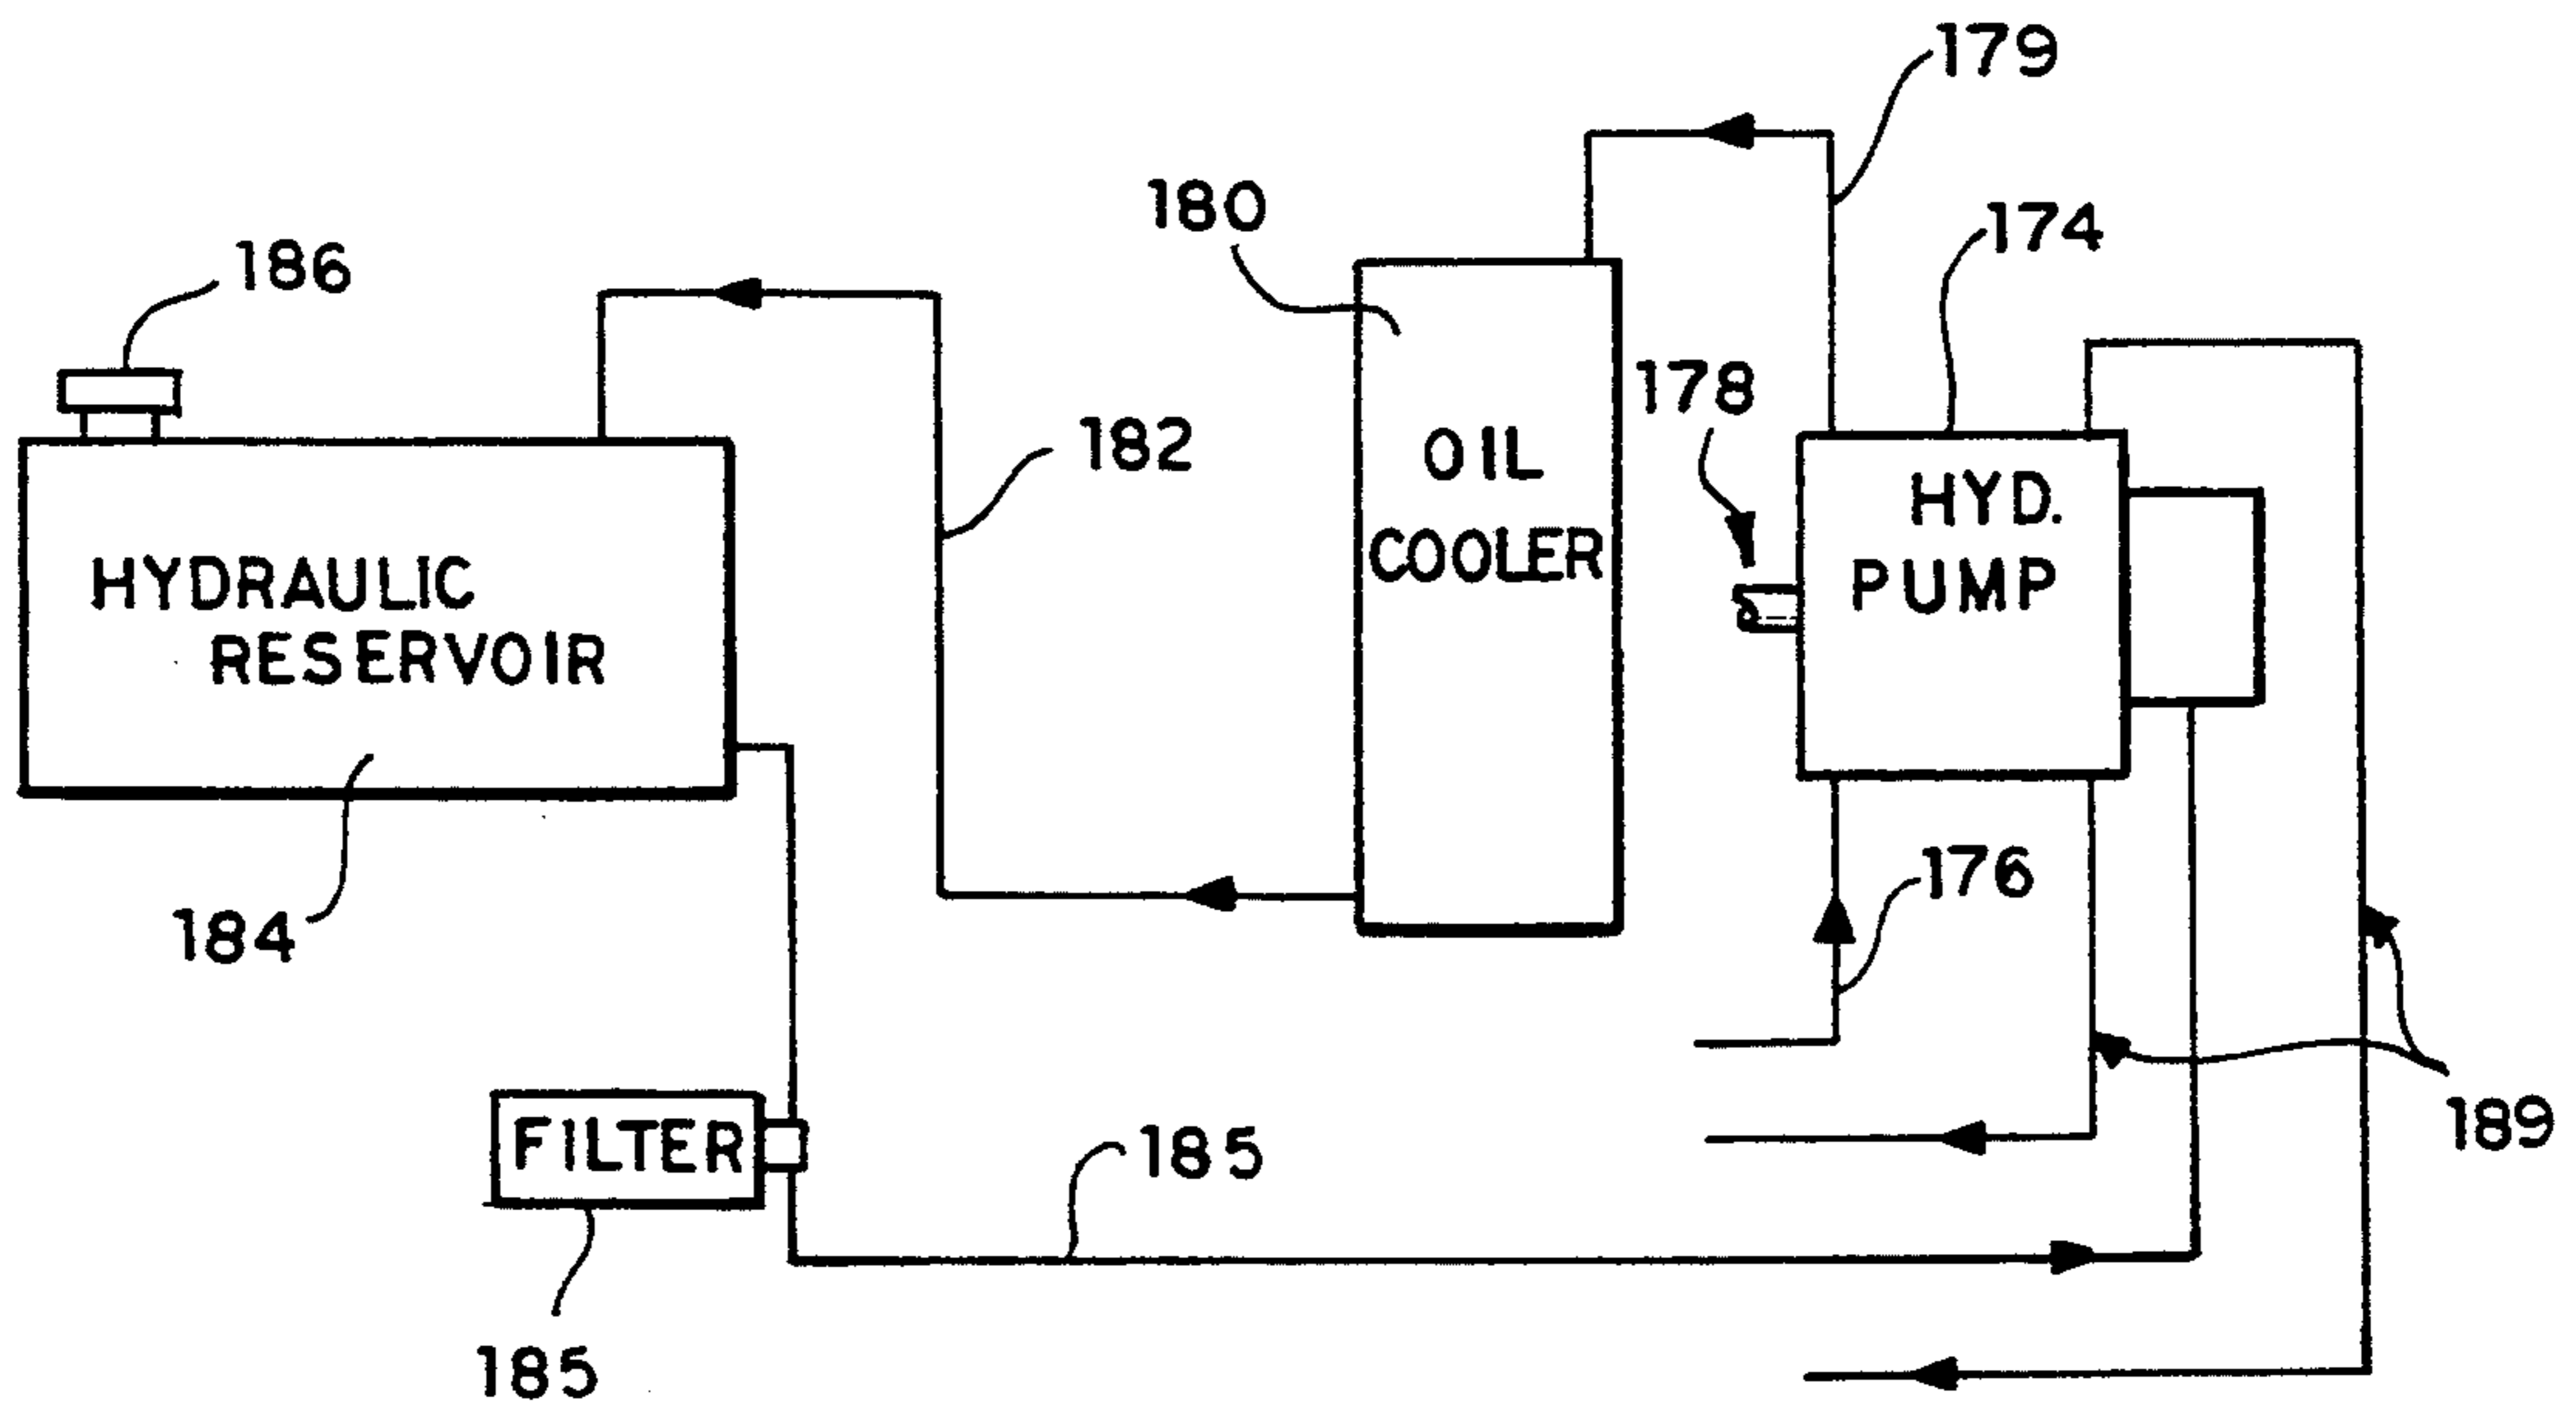 179
180
174
186
178
182
OIL
COOLER
HYD.
PUMP
HYDRAULIC
RESERVOIR
176
184
189
FILTER
185
185